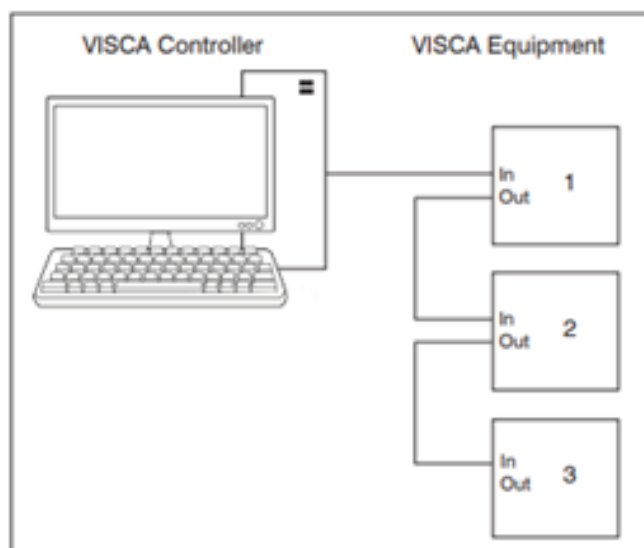 VISCA Controller
VISCA Equipment
In
Out
1
In
Out
2
In
Out
3